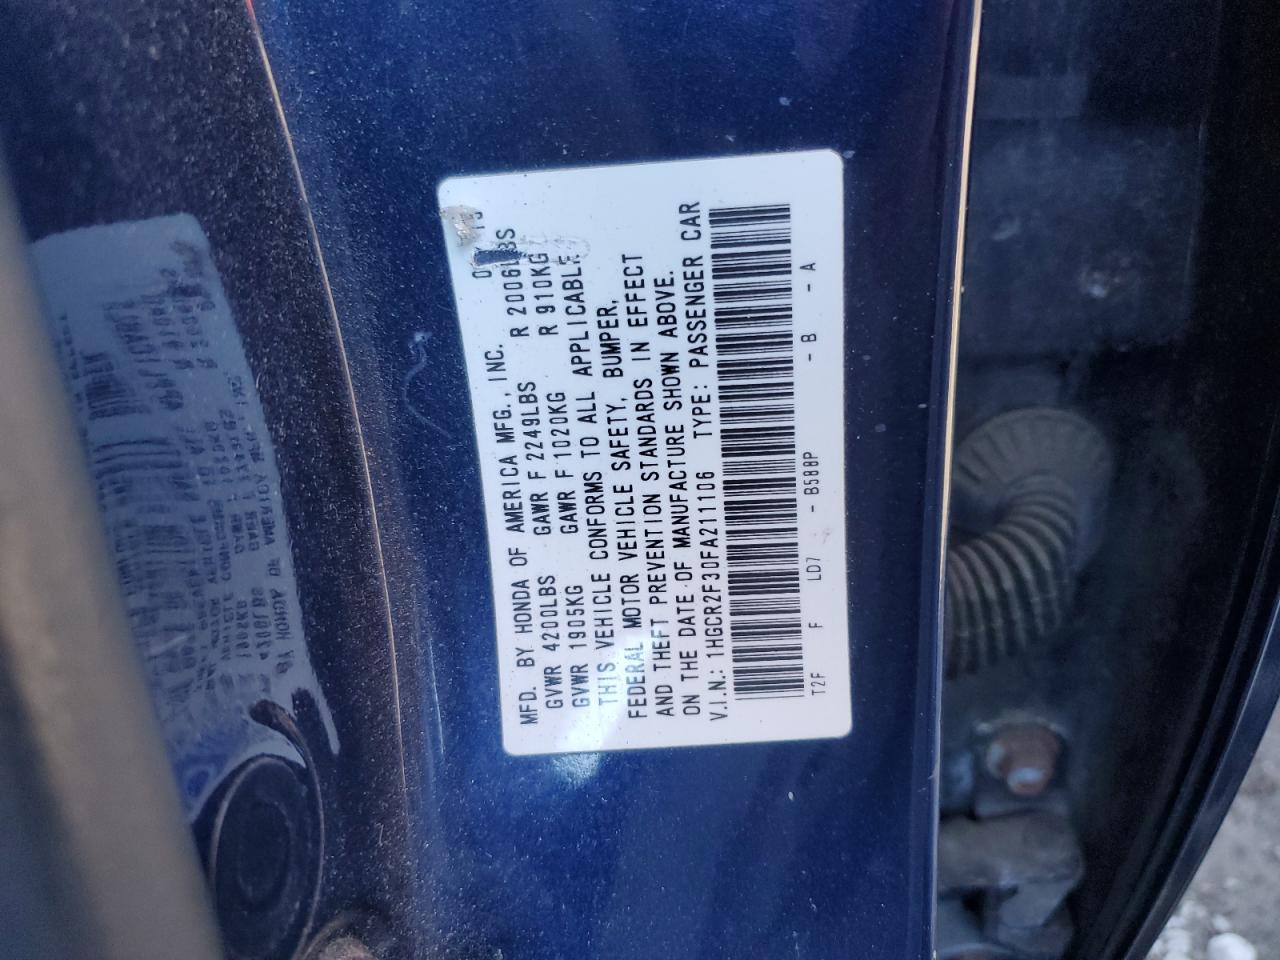 MFD. BY HONDA OF AMERICA MFG., INC.
GVWR 4200LBS GAWR F 2249LBS R 2006LBS
GVWR 1905KG GAWR F 1020KG R 910KG
THIS VEHICLE CONFORMS TO ALL APPLICABLE
FEDERAL MOTOR VEHICLE SAFETY, BUMPER,
AND THEFT PREVENTION STANDARDS IN EFFECT
ON THE DATE OF MANUFACTURE SHOWN ABOVE.
V.I.N.: 1HGCR2F30FA211106 TYPE: PASSENGER CAR
T2F F LD7 - B588P - B - A